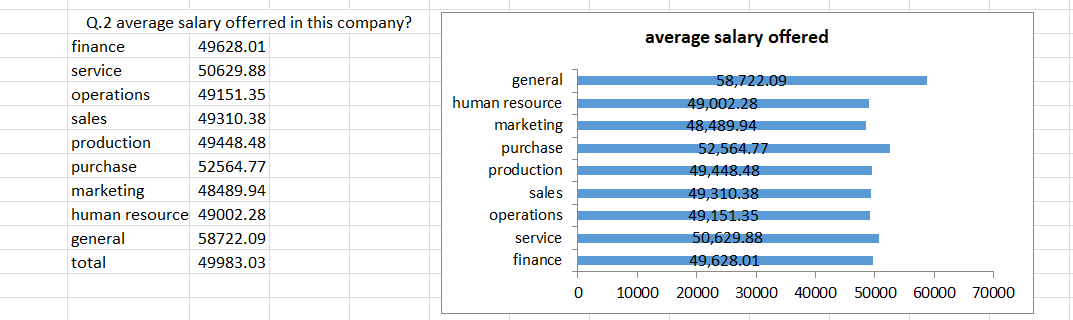 Q.2 average salary offerred in this company?
finance 49628.01
service 50629.88
operations 49151.35
sales 49310.38
production 49448.48
purchase 52564.77
marketing 48489.94
human resource 49002.28
general 58722.09
total 49983.03
average salary offered
general 58,722.09
human resource 49,002.28
marketing 48,489.94
purchase 52,564.77
production 49,448.48
sales 49,310.38
operations 49,151.35
service 50,629.88
finance 49,628.01
0 10000 20000 30000 40000 50000 60000 70000